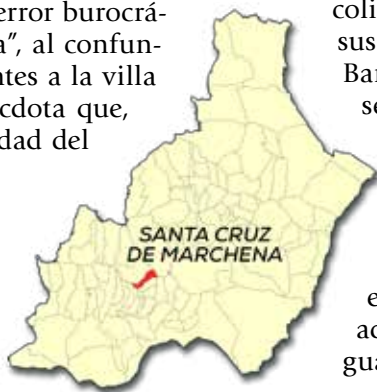 error burocrá-
a”, al confun-
ntes a la villa
cdota que,
dad del
SANTA CRUZ
DE MARCHENA
coli
sus
Bar
se
e
ac
gua